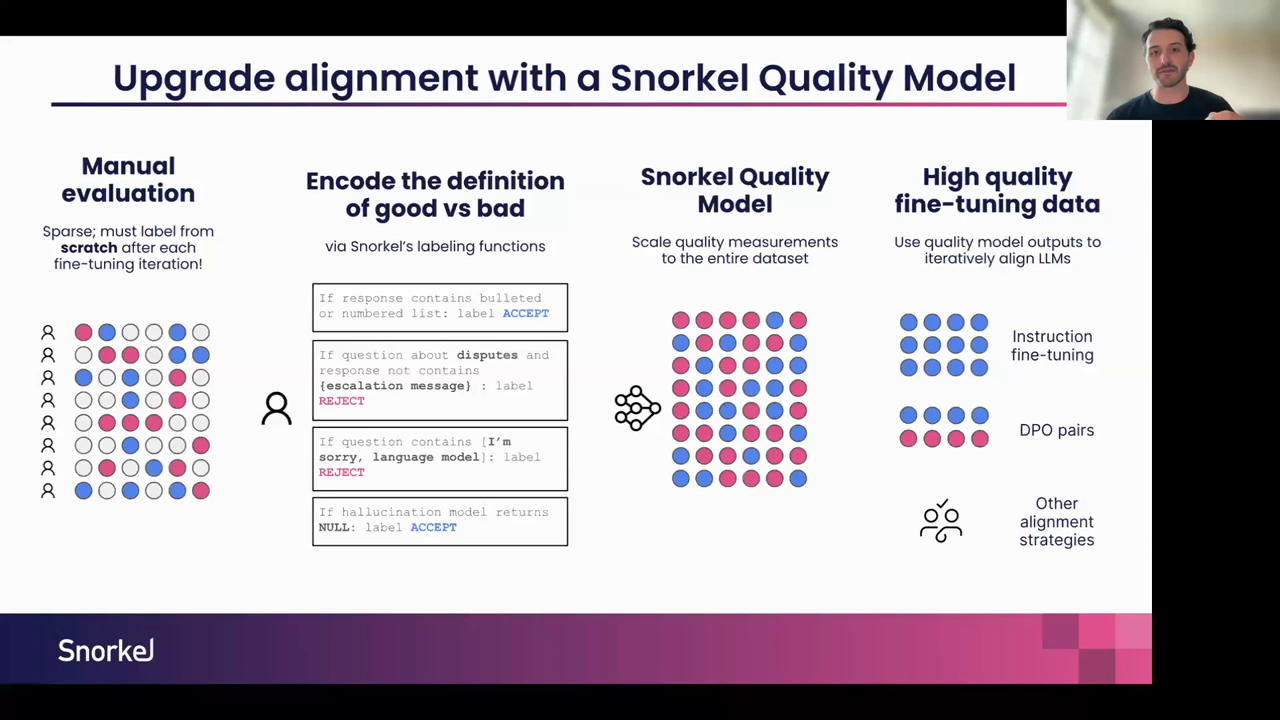 Upgrade alignment with a Snorkel Quality Model
Manual
evaluation
Sparse; must label from
scratch after each
fine-tuning iteration!
Encode the definition
of good vs bad
via Snorkel's labeling functions
If response contains bulleted
or numbered list: label ACCEPT
If question about disputes and
response not contains
{escalation message} : label
REJECT
If question contains [I'm
sorry, language model]: label
REJECT
If hallucination model returns
NULL: label ACCEPT
Snorkel Quality
Model
Scale quality measurements
to the entire dataset
High quality
fine-tuning data
Use quality model outputs to
iteratively align LLMs
Instruction
fine-tuning
DPO pairs
Other
alignment
strategies
Snorkel